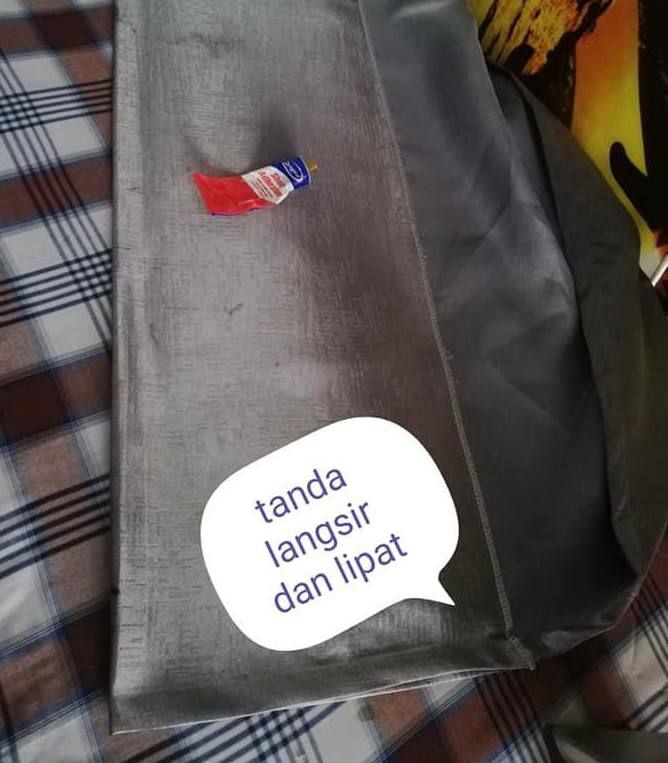 tanda
langsir
dan lipat